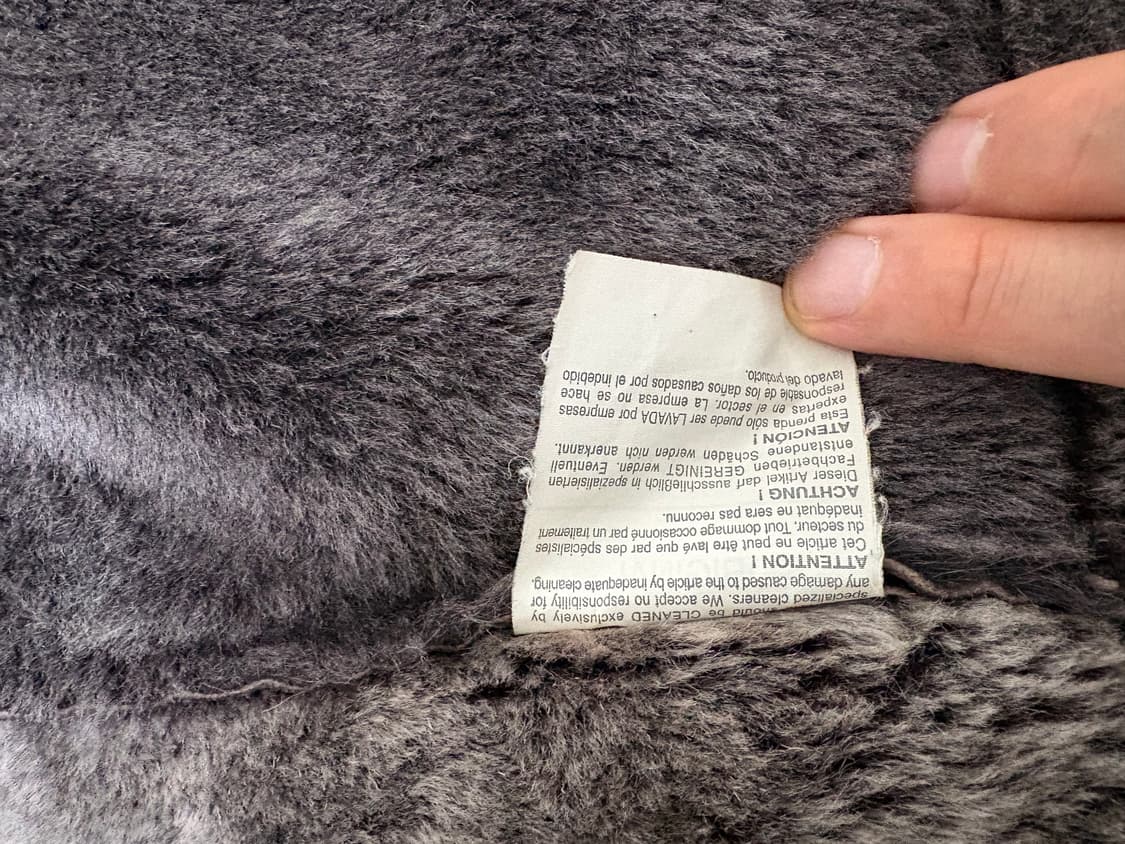 should be CLEANED exclusively by
specialized cleaners. We accept no responsibility for
any damage caused to the article by inadequate cleaning.
ATTENTION !
Cet article ne peut être lavé que par des spécialistes
du secteur. Tout dommage occasionné par un traitement
inadéquat ne sera pas reconnu.
ACHTUNG !
Dieser Artikel darf ausschließlich in spezialisierten
Fachbetrieben GEREINIGT werden. Eventuell
entstandene Schäden werden nich anerkannt.
ATENCIÓN !
Esta prenda sólo puede ser LAVADA por empresas
expertas en el sector. La empresa no se hace
responsable de los daños causados por el indebido
lavado del producto.